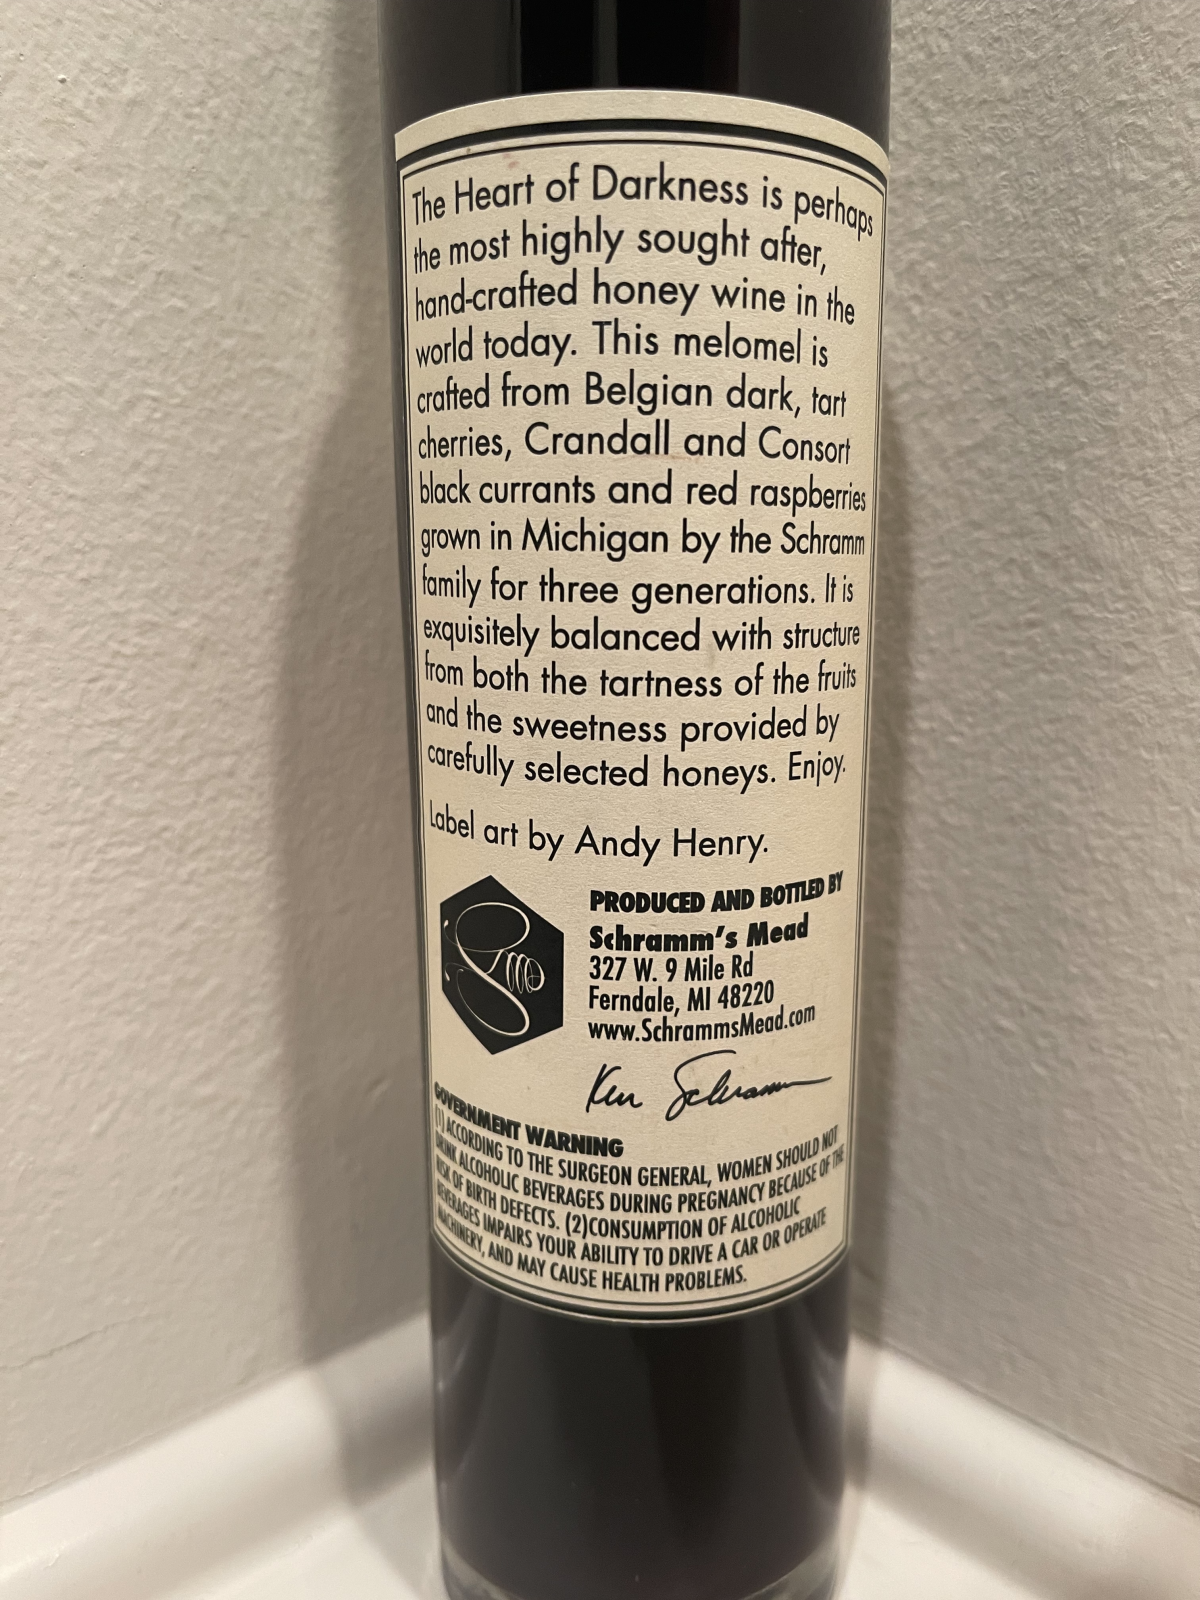 The Heart of Darkness is perhaps
the most highly sought after,
hand-crafted honey wine in the
world today. This melomel is
crafted from Belgian dark, tart
cherries, Crandall and Consort
black currants and red raspberries
grown in Michigan by the Schramm
family for three generations. It is
exquisitely balanced with structure
from both the tartness of the fruits
and the sweetness provided by
carefully selected honeys. Enjoy.
Label art by Andy Henry.
PRODUCED AND BOTTLED BY
Schramm's Mead
327 W. 9 Mile Rd
Ferndale, MI 48220
www.SchrammsMead.com
Ken Schramm
GOVERNMENT WARNING
(1) ACCORDING TO THE SURGEON GENERAL, WOMEN SHOULD NOT
DRINK ALCOHOLIC BEVERAGES DURING PREGNANCY BECAUSE OF THE
RISK OF BIRTH DEFECTS. (2)CONSUMPTION OF ALCOHOLIC
BEVERAGES IMPAIRS YOUR ABILITY TO DRIVE A CAR OR OPERATE
MACHINERY, AND MAY CAUSE HEALTH PROBLEMS.